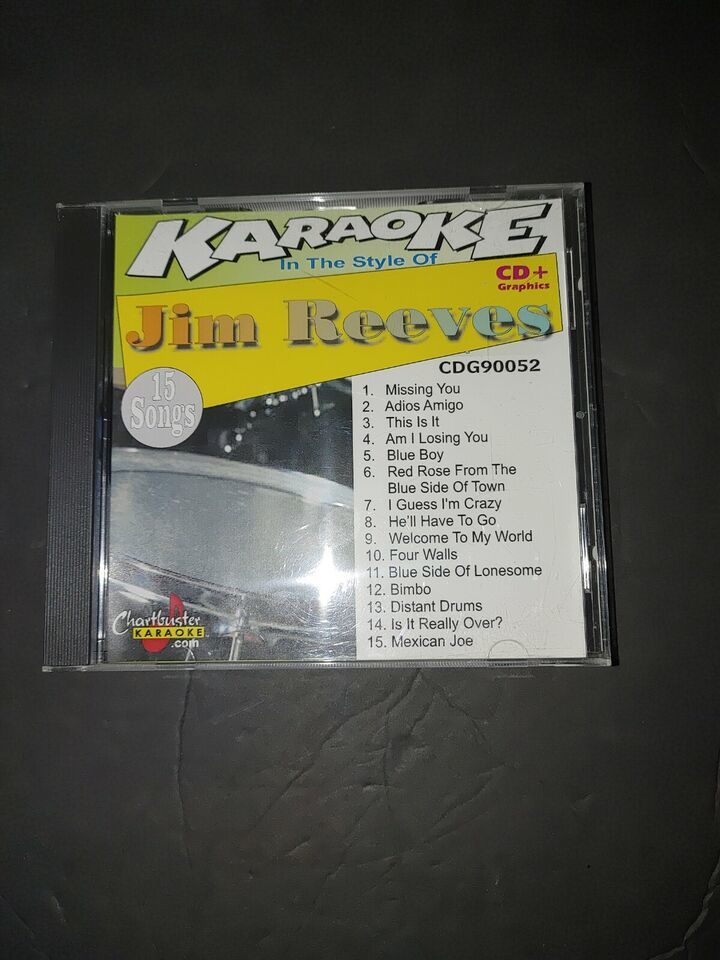 KARAOKE
In The Style Of
CD+
Graphics
Jim Reeves
CDG90052
15
Songs
1. Missing You
2. Adios Amigo
3. This Is It
4. Am I Losing You
5. Blue Boy
6. Red Rose From The
Blue Side Of Town
7. I Guess I'm Crazy
8. He'll Have To Go
9. Welcome To My World
10. Four Walls
11. Blue Side Of Lonesome
12. Bimbo
13. Distant Drums
14. Is It Really Over?
15. Mexican Joe
Chartbuster
KARAOKE
.com